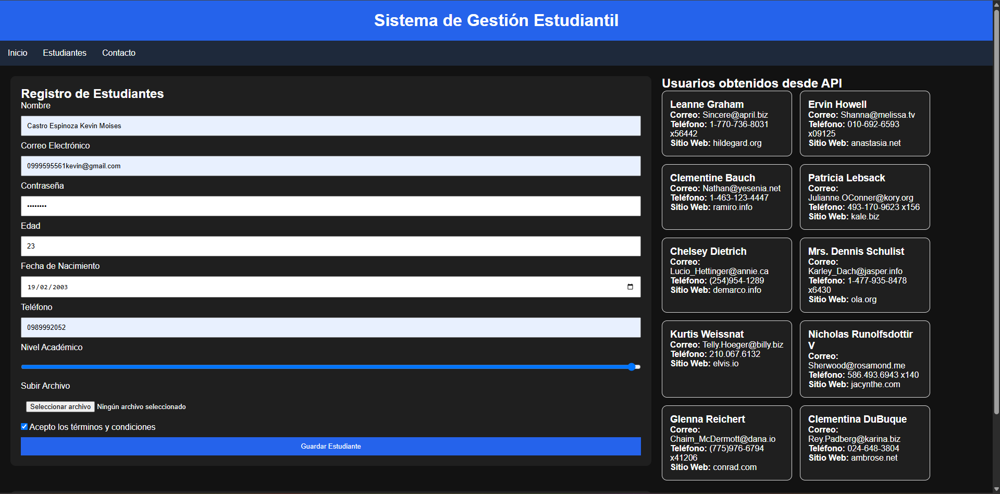 Sistema de Gestión Estudiantil
Inicio Estudiantes Contacto
Registro de Estudiantes
Nombre
Castro Espinoza Kevin Moises
Correo Electrónico
0999595561kevin@gmail.com
Contraseña
••••••••
Edad
23
Fecha de Nacimiento
19/02/2003
Teléfono
0989992052
Nivel Académico
Subir Archivo
Seleccionar archivo Ningún archivo seleccionado
Acepto los términos y condiciones
Guardar Estudiante
Usuarios obtenidos desde API
Leanne Graham
Correo: Sincere@april.biz
Teléfono: 1-770-736-8031
x56442
Sitio Web: hildegard.org
Ervin Howell
Correo: Shanna@melissa.tv
Teléfono: 010-692-6593
x09125
Sitio Web: anastasia.net
Clementine Bauch
Correo: Nathan@yesenia.net
Teléfono: 1-463-123-4447
Sitio Web: ramiro.info
Patricia Lebsack
Correo:
Julianne.OConner@kory.org
Teléfono: 493-170-9623 x156
Sitio Web: kale.biz
Chelsey Dietrich
Correo:
Lucio_Hettinger@annie.ca
Teléfono: (254)954-1289
Sitio Web: demarco.info
Mrs. Dennis Schulist
Correo:
Karley_Dach@jasper.info
Teléfono: 1-477-935-8478
x6430
Sitio Web: ola.org
Kurtis Weissnat
Correo: Telly.Hoeger@billy.biz
Teléfono: 210.067.6132
Sitio Web: elvis.io
Nicholas Runolfsdottir
V
Correo:
Sherwood@rosamond.me
Teléfono: 586.493.6943 x140
Sitio Web: jacynthe.com
Glenna Reichert
Correo:
Chaim_McDermott@dana.io
Teléfono: (775)976-6794
x41206
Sitio Web: conrad.com
Clementina DuBuque
Correo:
Rey.Padberg@karina.biz
Teléfono: 024-648-3804
Sitio Web: ambrose.net